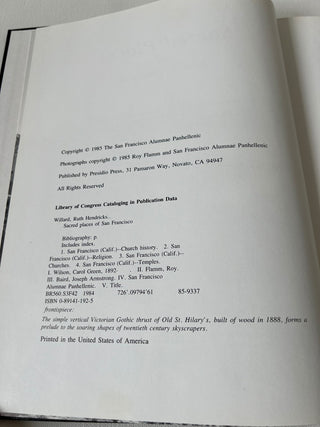 Copyright © 1985 The San Francisco Alumnae Panhellenic
Photographs copyright © 1985 Roy Flamm and San Francisco Alumnae Panhellenic
Published by Presidio Press, 31 Pamaron Way, Novato, CA 94947
All Rights Reserved
Library of Congress Cataloging in Publication Data
Willard, Ruth Hendricks.
Sacred places of San Francisco
Bibliography: p.
Includes index.
1. San Francisco (Calif.)—Church history. 2. San
Francisco (Calif.)—Religion. 3. San Francisco (Calif.)—
Churches. 4. San Francisco (Calif.)—Temples.
I. Wilson, Carol Green, 1892- . II. Flamm, Roy.
III. Baird, Joseph Armstrong. IV. San Francisco
Alumnae Panhellenic. V. Title.
BR560.S3F42 1984 726'.09794'61 85-9337
ISBN 0-89141-192-5
frontispiece:
The simple vertical Victorian Gothic thrust of Old St. Hilary's, built of wood in 1888, forms a
prelude to the soaring shapes of twentieth century skyscrapers.
Printed in the United States of America